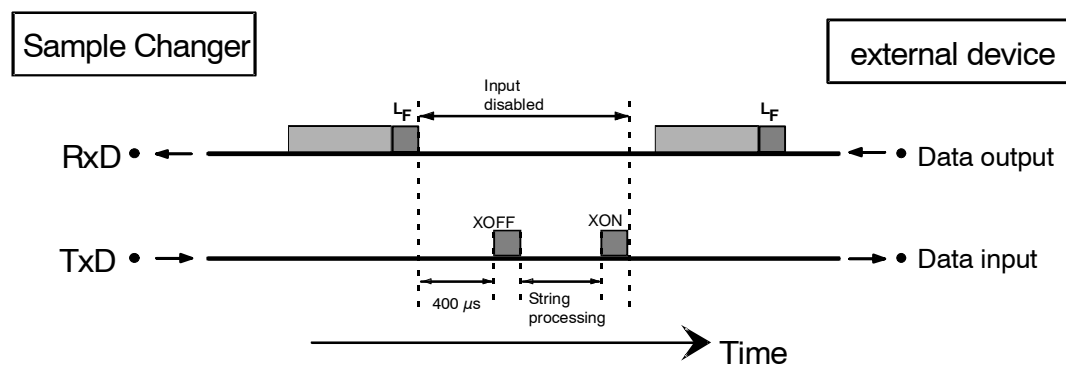 Sample Changer
external device
Input
disabled
LF
LF
RxD
Data output
XOFF
XON
TxD
Data input
400 µs
String
processing
Time